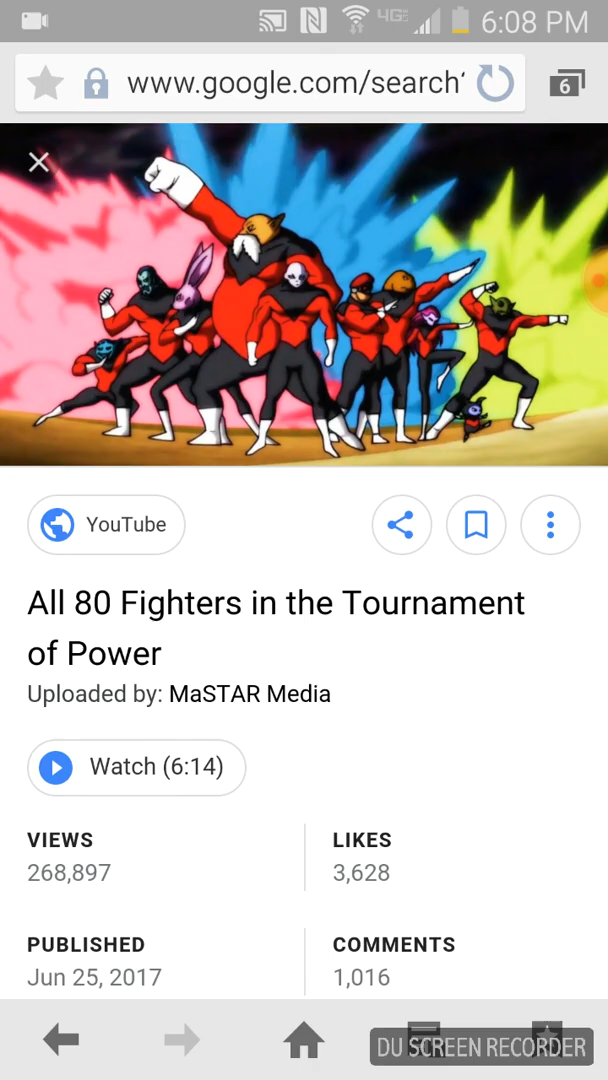 4G 6:08 PM
www.google.com/search?
6
YouTube
All 80 Fighters in the Tournament
of Power
Uploaded by: MaSTAR Media
Watch (6:14)
VIEWS
LIKES
268,897
3,628
PUBLISHED
COMMENTS
Jun 25, 2017
1,016
DU SCREEN RECORDER